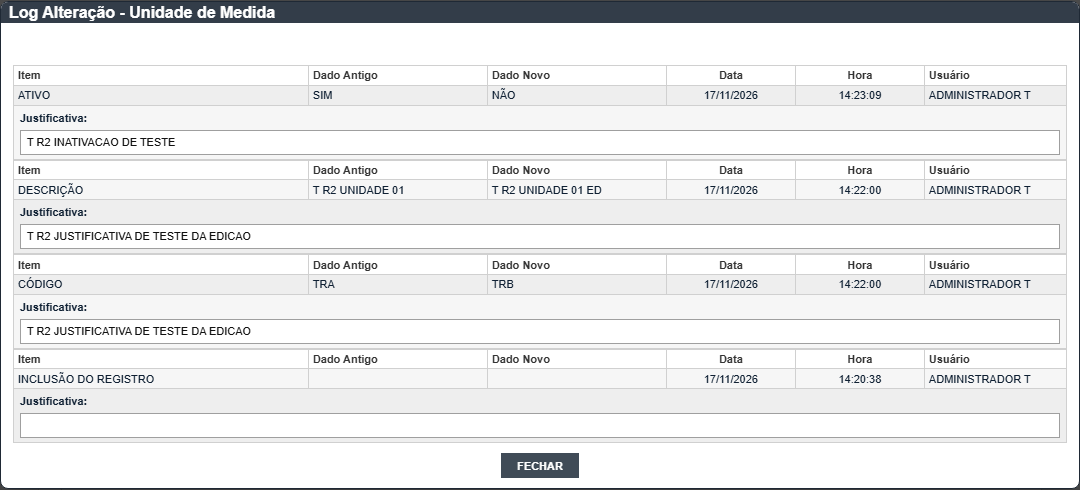 Log Alteração - Unidade de Medida
Item Dado Antigo Dado Novo Data Hora Usuário
ATIVO SIM NÃO 17/11/2026 14:23:09 ADMINISTRADOR T
Justificativa:
T R2 INATIVACAO DE TESTE
Item Dado Antigo Dado Novo Data Hora Usuário
DESCRIÇÃO T R2 UNIDADE 01 T R2 UNIDADE 01 ED 17/11/2026 14:22:00 ADMINISTRADOR T
Justificativa:
T R2 JUSTIFICATIVA DE TESTE DA EDICAO
Item Dado Antigo Dado Novo Data Hora Usuário
CÓDIGO TRA TRB 17/11/2026 14:22:00 ADMINISTRADOR T
Justificativa:
T R2 JUSTIFICATIVA DE TESTE DA EDICAO
Item Dado Antigo Dado Novo Data Hora Usuário
INCLUSÃO DO REGISTRO 17/11/2026 14:20:38 ADMINISTRADOR T
Justificativa:
FECHAR